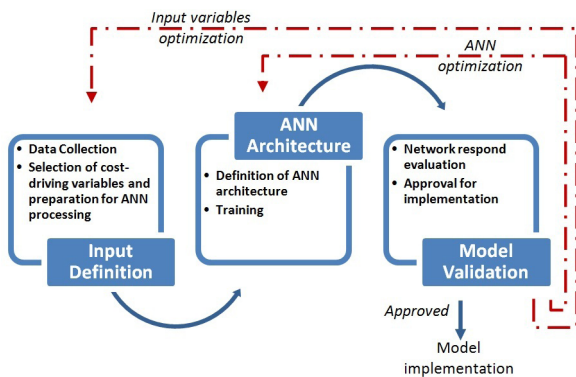 Input variables
optimization
ANN
optimization
• Data Collection
• Selection of cost-
driving variables and
preparation for ANN
processing
Input
Definition
ANN
Architecture
• Definition of ANN
architecture
• Training
• Network respond
evaluation
• Approval for
implementation
Model
Validation
Approved
Model
implementation